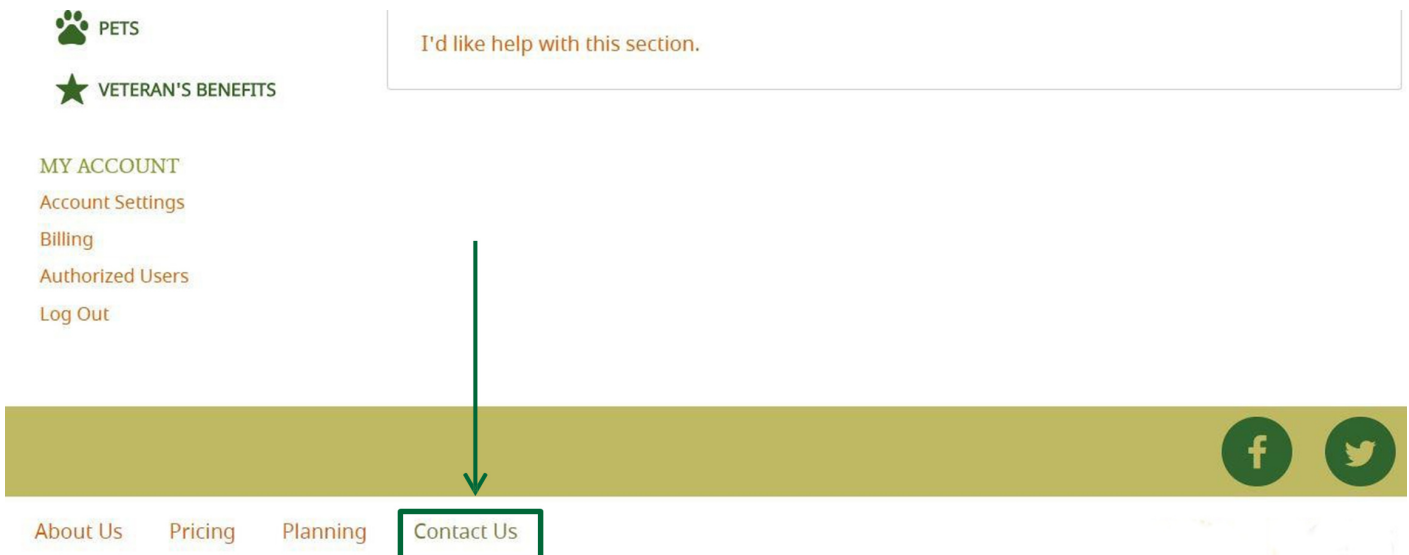 PETS
I'd like help with this section.
VETERAN'S BENEFITS
MY ACCOUNT
Account Settings
Billing
Authorized Users
Log Out
About Us Pricing Planning Contact Us